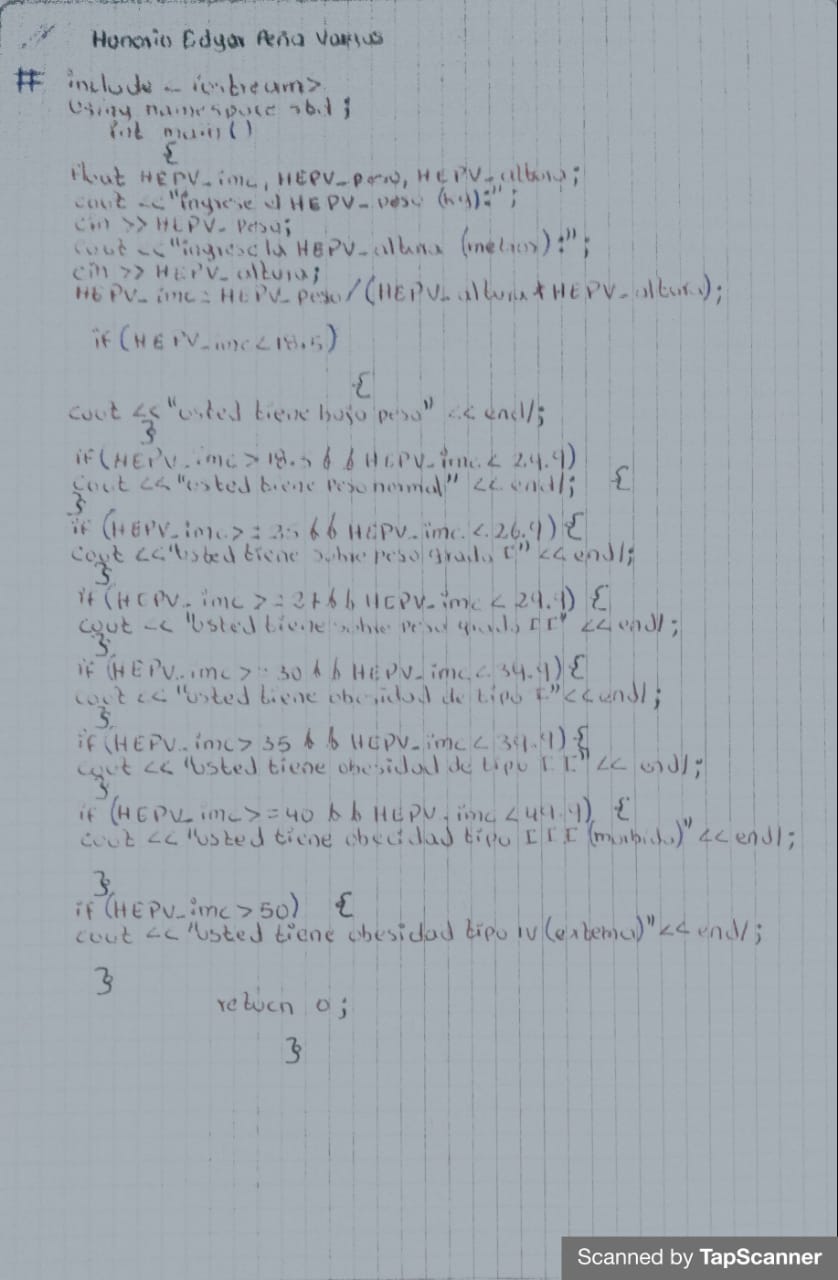 Honorio Edgar Peña Vargas
# include < iostream>
Using namespace std;
int main()
{
float HEPV_imc, HEPV_peso, HEPV_altura;
cout <<"ingrese el HEPV_peso (kg):";
cin >> HEPV_Peso;
cout <<"ingrese la HEPV_altura (metros):";
cin >> HEPV_altura;
HEPV_imc = HEPV_peso/(HEPV_altura*HEPV_altura);
if(HEPV_imc<18.5)
{
cout <<"usted tiene bajo peso" << endl;
}
if(HEPV_imc>18.5 && HEPV_imc < 24.9)
cout <<"usted tiene Peso normal" << endl; {
}
if (HEPV_imc>=25 && HEPV_imc <26.9){
cout <<"Usted tiene sobre peso grado I" <<endl;
}
if(HEPV_imc >=27 && HEPV_imc < 29.9) {
cout << "Usted tiene sobre peso grado II" <<endl;
}
if (HEPV_imc >=30 && HEPV_imc <34.9){
cout << "Usted tiene obesidad de tipo I"<<endl;
}
if(HEPV_imc> 35 && HEPV_imc < 39.9){
cout << "Usted tiene obesidad de tipo II" << endl;
}
if (HEPV_imc>=40 && HEPV_imc <44.9) {
cout << "Usted tiene obecidad tipo III (morbida)" <<endl;
}
if (HEPV_imc >50) {
cout << "Usted tiene obesidad tipo IV (extema)"<< endl;
}
return 0;
}
Scanned by TapScanner